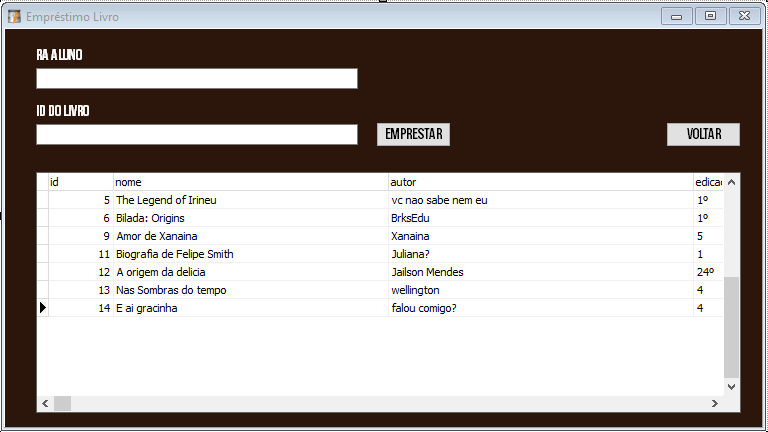 Empréstimo Livro
RA ALUNO
ID DO LIVRO
EMPRESTAR VOLTAR
id nome autor edicao
5 The Legend of Irineu vc nao sabe nem eu 1º
6 Bilada: Origins BrksEdu 1º
9 Amor de Xanaina Xanaina 5
11 Biografia de Felipe Smith Juliana? 1
12 A origem da delicia Jailson Mendes 24º
13 Nas Sombras do tempo wellington 4
14 E ai gracinha falou comigo? 4